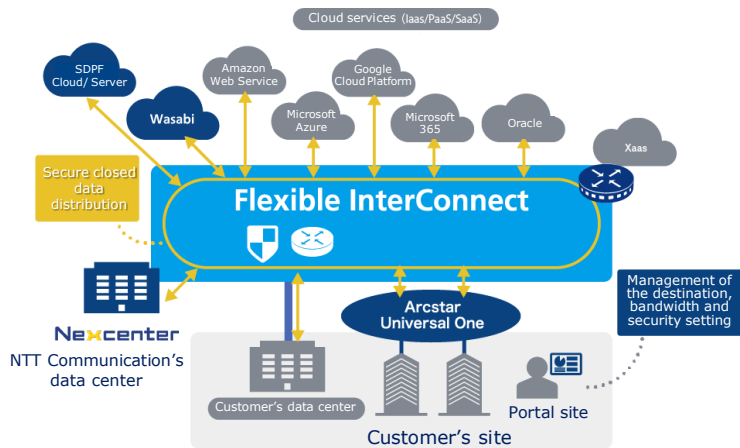 Cloud services (Iaas/PaaS/SaaS)
SDPF
Cloud/ Server
Wasabi
Amazon
Web Service
Microsoft
Azure
Google
Cloud Platform
Microsoft
365
Oracle
Xaas
Secure closed
data
distribution
Flexible InterConnect
Arcstar
Universal One
Management of
the destination,
bandwidth and
security setting
Nexcenter
NTT Communication’s
data center
Customer’s data center
Portal site
Customer’s site